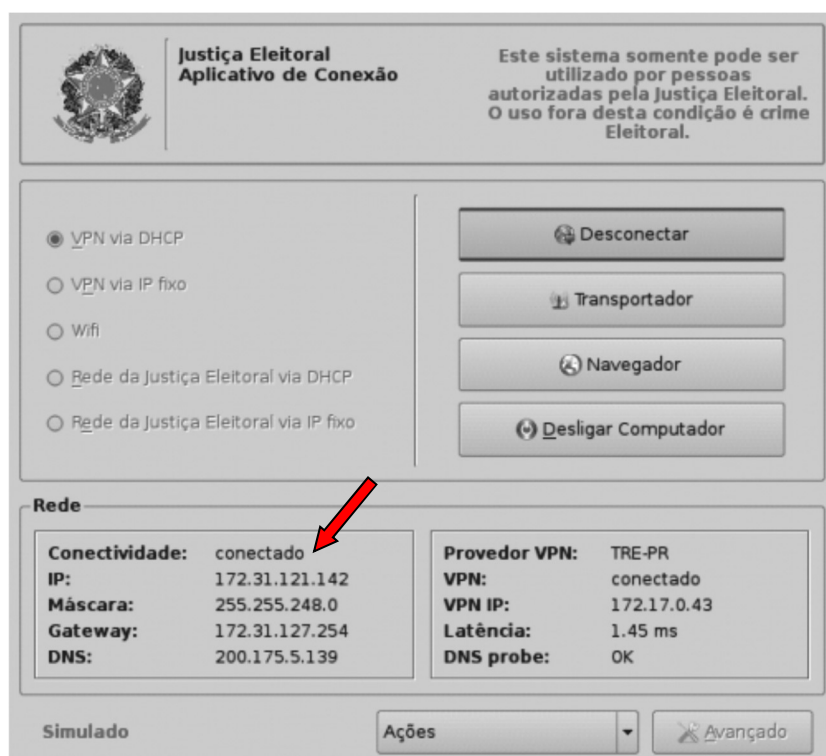 Justiça Eleitoral
Aplicativo de Conexão
Este sistema somente pode ser
utilizado por pessoas
autorizadas pela Justiça Eleitoral.
O uso fora desta condição é crime
Eleitoral.
VPN via DHCP
VPN via IP fixo
Wifi
Rede da Justiça Eleitoral via DHCP
Rede da Justiça Eleitoral via IP fixo
Desconectar
Transportador
Navegador
Desligar Computador
Rede
Conectividade: conectado
IP: 172.31.121.142
Máscara: 255.255.248.0
Gateway: 172.31.127.254
DNS: 200.175.5.139
Provedor VPN: TRE-PR
VPN: conectado
VPN IP: 172.17.0.43
Latência: 1.45 ms
DNS probe: OK
Simulado
Ações
Avançado